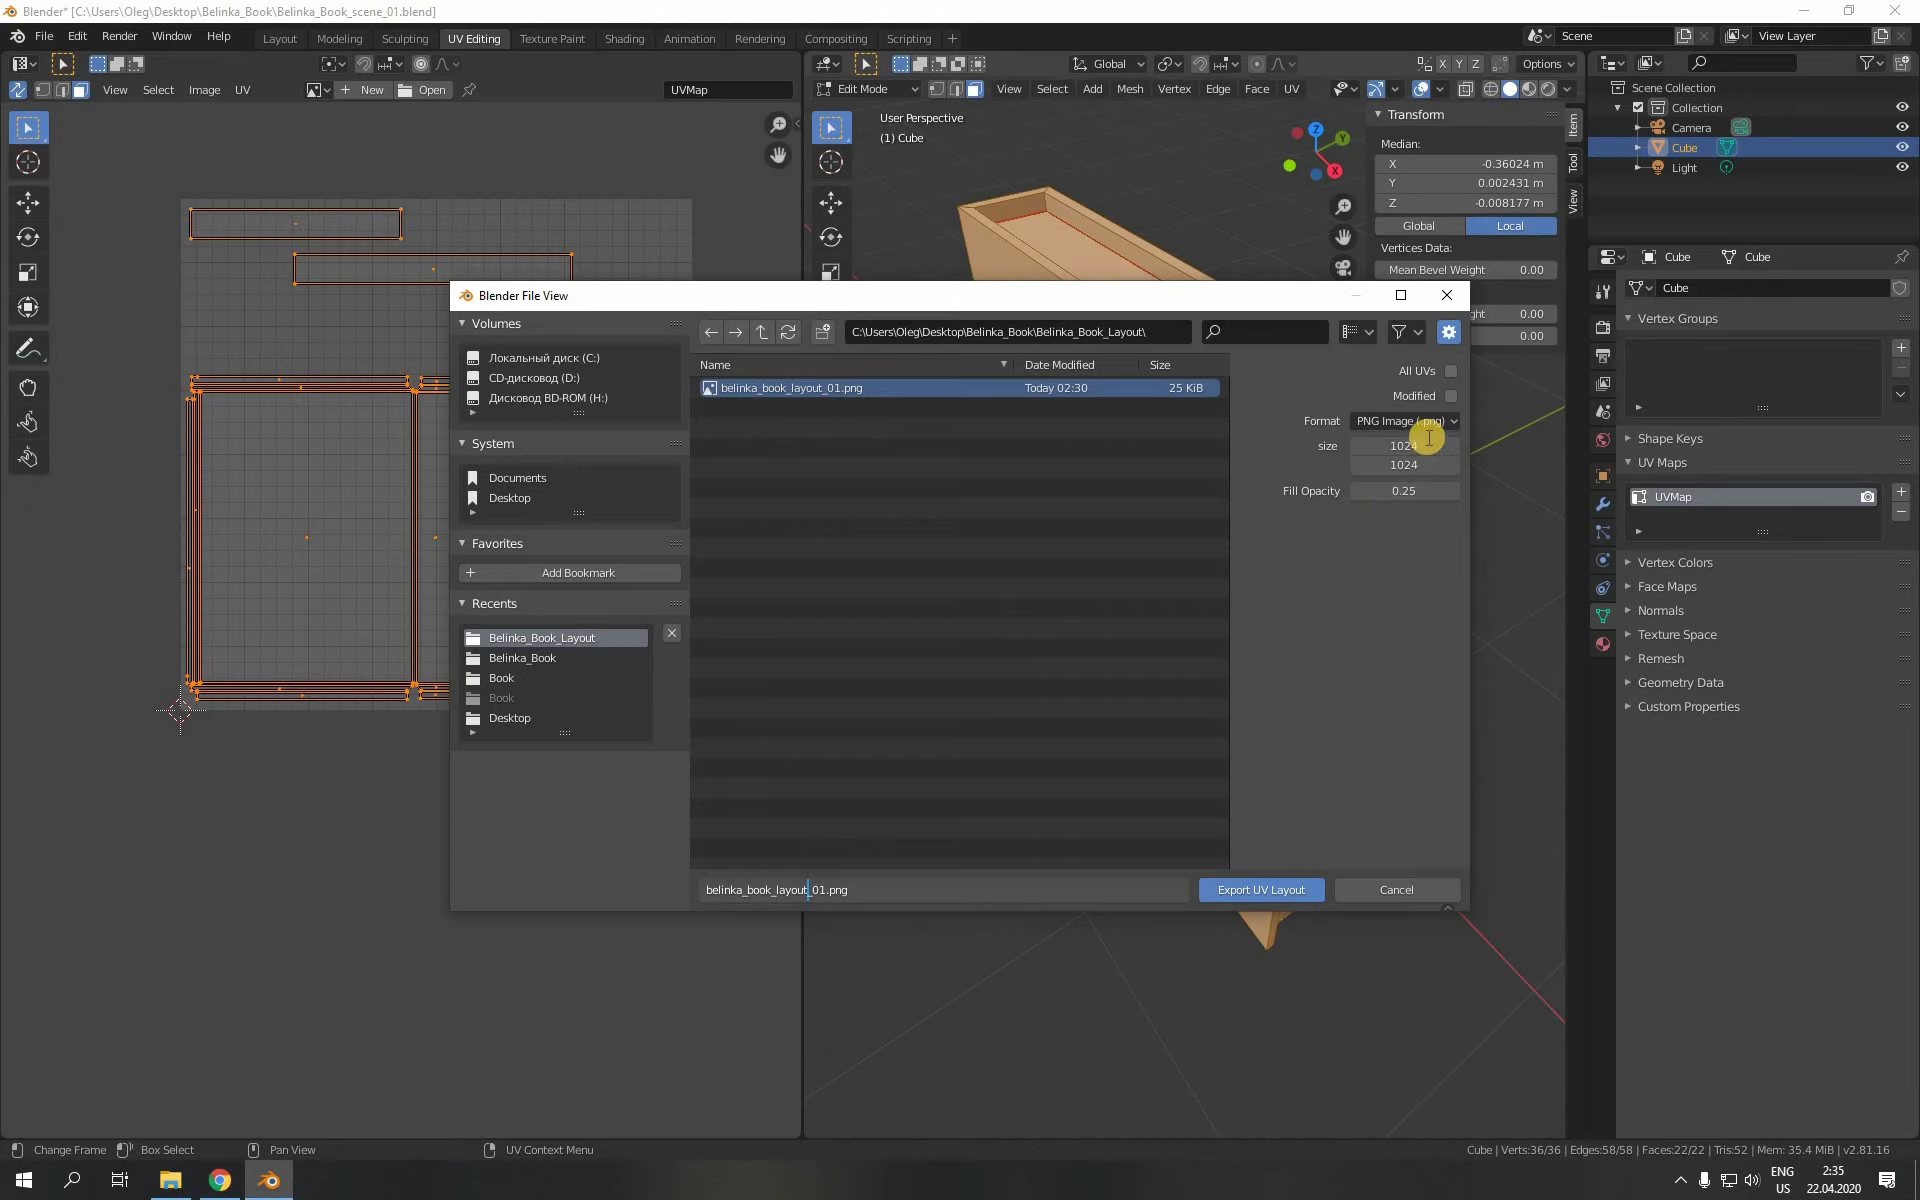 Blender* [C:\Users\Oleg\Desktop\Belinka_Book\Belinka_Book_scene_01.blend]
File Edit Render Window Help Layout Modeling Sculpting UV Editing Texture Paint Shading Animation Rendering Compositing Scripting + Scene View Layer
Global X Y Z Options
View Select Image UV + New Open UVMap Edit Mode View Select Add Mesh Vertex Edge Face UV
User Perspective
(1) Cube
Z Y X
Transform
Median:
X -0.36024 m
Y 0.002431 m
Z -0.008177 m
Global Local
Vertices Data:
Mean Bevel Weight 0.00
ght 0.00
0.00
Item
Tool
View
Scene Collection
Collection
Camera
Cube
Light
Cube Cube
Cube
Vertex Groups
Shape Keys
UV Maps
UVMap
Vertex Colors
Face Maps
Normals
Texture Space
Remesh
Geometry Data
Custom Properties
Blender File View
Volumes
Локальный диск (C:)
CD-дисковод (D:)
Дисковод BD-ROM (H:)
System
Documents
Desktop
Favorites
+ Add Bookmark
Recents
Belinka_Book_Layout
Belinka_Book
Book
Book
Desktop
C:\Users\Oleg\Desktop\Belinka_Book\Belinka_Book_Layout\
Name Date Modified Size
belinka_book_layout_01.png Today 02:30 25 KiB
All UVs
Modified
Format PNG Image (.png)
size 1024
1024
Fill Opacity 0.25
belinka_book_layout_01.png Export UV Layout Cancel
Change Frame Box Select Pan View UV Context Menu Cube | Verts:36/36 | Edges:58/58 | Faces:22/22 | Tris:52 | Mem: 35.4 MiB | v2.81.16
ENG
US
2:35
22.04.2020